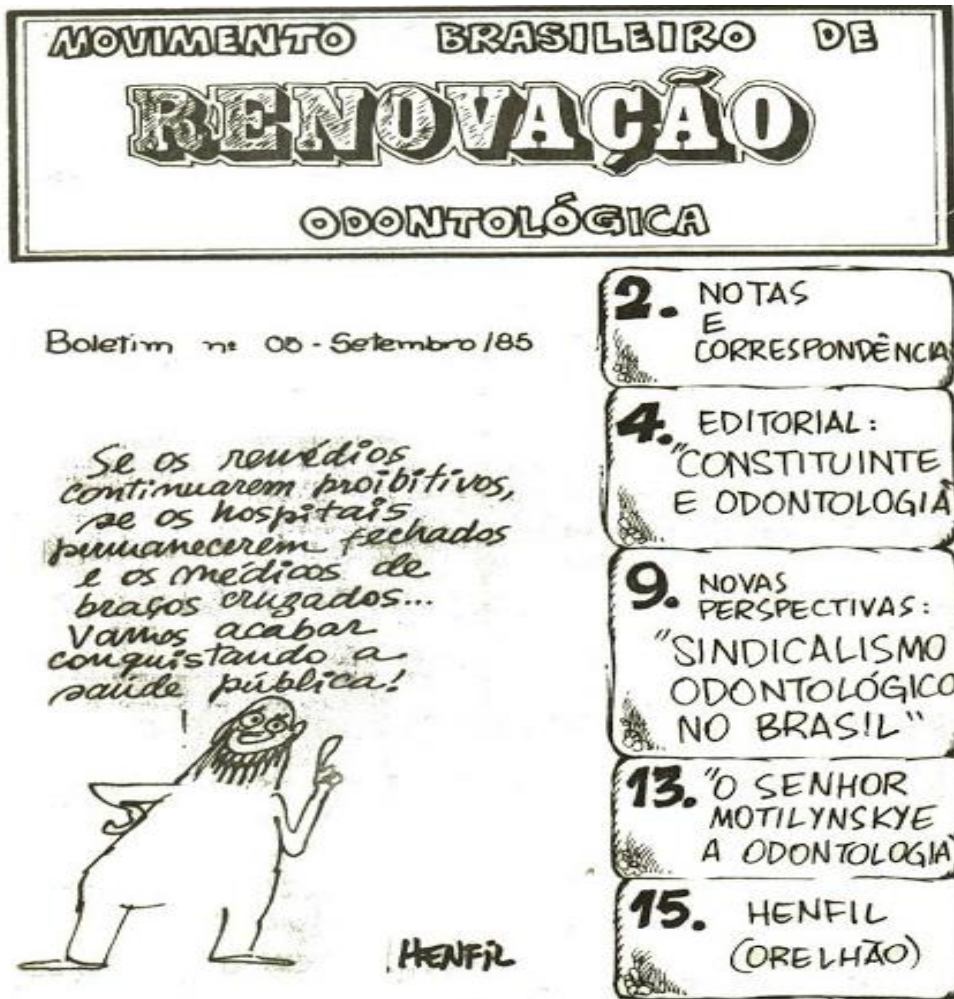 MOVIMENTO BRASILEIRO DE
RENOVAÇÃO
ODONTOLÓGICA
Boletim nº 05 - Setembro/85
Se os remédios
continuarem proibitivos,
se os hospitais
permanecerem fechados
e os médicos de
braços cruzados...
Vamos acabar
conquistando a
saúde pública!
HENFIL
2. NOTAS
E
CORRESPONDÊNCIA
4. EDITORIAL:
"CONSTITUINTE
E ODONTOLOGIA"
9. NOVAS
PERSPECTIVAS:
"SINDICALISMO
ODONTOLÓGICO
NO BRASIL"
13. "O SENHOR
MOTILYNSKYE
A ODONTOLOGIA
15. HENFIL
(ORELHÃO)